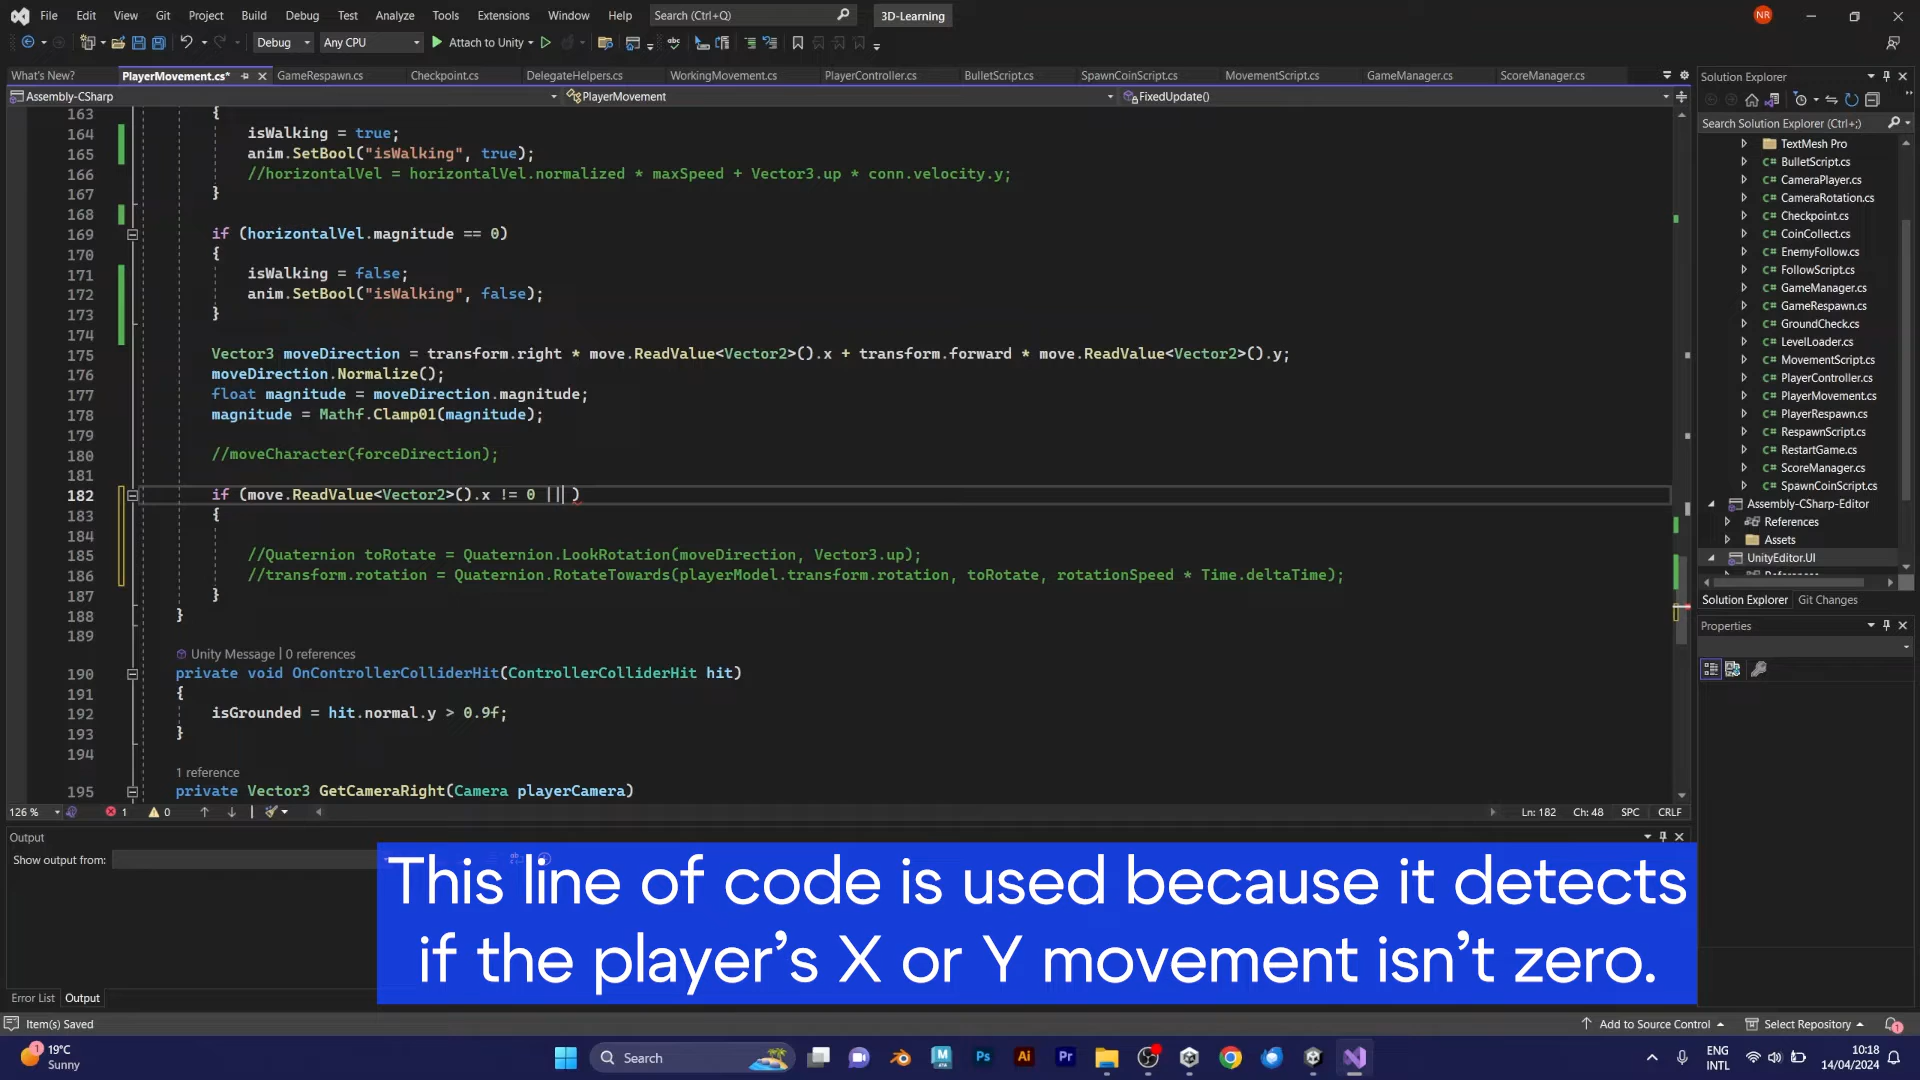 File Edit View Git Project Build Debug Test Analyze Tools Extensions Window Help Search (Ctrl+Q) 3D-Learning NR
Debug Any CPU Attach to Unity
What's New? PlayerMovement.cs* GameRespawn.cs Checkpoint.cs DelegateHelpers.cs WorkingMovement.cs PlayerController.cs BulletScript.cs SpawnCoinScript.cs MovementScript.cs GameManager.cs ScoreManager.cs
Assembly-CSharp PlayerMovement FixedUpdate()
163 {
164 isWalking = true;
165 anim.SetBool("isWalking", true);
166 //horizontalVel = horizontalVel.normalized * maxSpeed + Vector3.up * conn.velocity.y;
167 }
168
169 if (horizontalVel.magnitude == 0)
170 {
171 isWalking = false;
172 anim.SetBool("isWalking", false);
173 }
174
175 Vector3 moveDirection = transform.right * move.ReadValue<Vector2>().x + transform.forward * move.ReadValue<Vector2>().y;
176 moveDirection.Normalize();
177 float magnitude = moveDirection.magnitude;
178 magnitude = Mathf.Clamp01(magnitude);
179
180 //moveCharacter(forceDirection);
181
182 if (move.ReadValue<Vector2>().x != 0 || )
183 {
184
185 //Quaternion toRotate = Quaternion.LookRotation(moveDirection, Vector3.up);
186 //transform.rotation = Quaternion.RotateTowards(playerModel.transform.rotation, toRotate, rotationSpeed * Time.deltaTime);
187 }
188 }
189
Unity Message | 0 references
190 private void OnControllerColliderHit(ControllerColliderHit hit)
191 {
192 isGrounded = hit.normal.y > 0.9f;
193 }
194
1 reference
195 private Vector3 GetCameraRight(Camera playerCamera)
126 % 1 0 Ln: 182 Ch: 48 SPC CRLF
Output
Show output from:
This line of code is used because it detects
if the player's X or Y movement isn't zero.
Error List Output
Solution Explorer
Search Solution Explorer (Ctrl+;)
TextMesh Pro
C# BulletScript.cs
C# CameraPlayer.cs
C# CameraRotation.cs
C# Checkpoint.cs
C# CoinCollect.cs
C# EnemyFollow.cs
C# FollowScript.cs
C# GameManager.cs
C# GameRespawn.cs
C# GroundCheck.cs
C# LevelLoader.cs
C# MovementScript.cs
C# PlayerController.cs
C# PlayerMovement.cs
C# PlayerRespawn.cs
C# RespawnScript.cs
C# RestartGame.cs
C# ScoreManager.cs
C# SpawnCoinScript.cs
Assembly-CSharp-Editor
References
Assets
UnityEditor.UI
Solution Explorer Git Changes
Properties
Item(s) Saved Add to Source Control Select Repository 1
1 19°C
Sunny
Search
Ps Ai Pr
ENG
INTL
10:18
14/04/2024